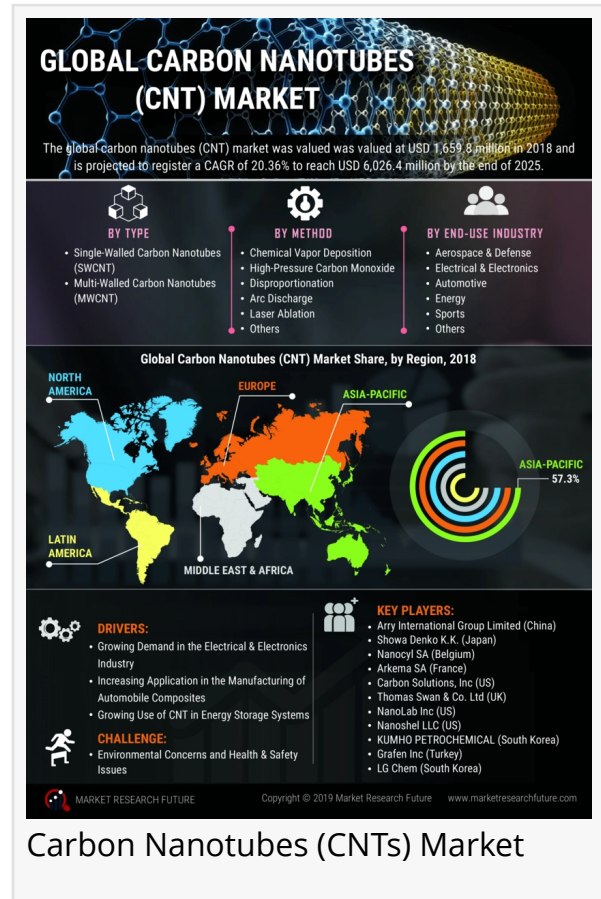 GLOBAL CARBON NANOTUBES
(CNT) MARKET
The global carbon nanotubes (CNT) market was valued was valued at USD 1,659.8 million in 2018 and
is projected to register a CAGR of 20.36% to reach USD 6,026.4 million by the end of 2025.
BY TYPE
• Single-Walled Carbon Nanotubes
(SWCNT)
• Multi-Walled Carbon Nanotubes
(MWCNT)
BY METHOD
• Chemical Vapor Deposition
• High-Pressure Carbon Monoxide
• Disproportionation
• Arc Discharge
• Laser Ablation
• Others
BY END-USE INDUSTRY
• Aerospace & Defense
• Electrical & Electronics
• Automotive
• Energy
• Sports
• Others
Global Carbon Nanotubes (CNT) Market Share, by Region, 2018
NORTH
AMERICA
EUROPE
ASIA-PACIFIC
LATIN
AMERICA
MIDDLE EAST & AFRICA
ASIA-PACIFIC
57.3%
DRIVERS:
• Growing Demand in the Electrical & Electronics
Industry
• Increasing Application in the Manufacturing of
Automobile Composites
• Growing Use of CNT in Energy Storage Systems
CHALLENGE:
• Environmental Concerns and Health & Safety
Issues
KEY PLAYERS:
• Arry International Group Limited (China)
• Showa Denko K.K. (Japan)
• Nanocyl SA (Belgium)
• Arkema SA (France)
• Carbon Solutions, Inc (US)
• Thomas Swan & Co. Ltd (UK)
• NanoLab Inc (US)
• Nanoshel LLC (US)
• KUMHO PETROCHEMICAL (South Korea)
• Grafen Inc (Turkey)
• LG Chem (South Korea)
MARKET RESEARCH FUTURE
Copyright © 2019 Market Research Future
www.marketresearchfuture.com
Carbon Nanotubes (CNTs) Market